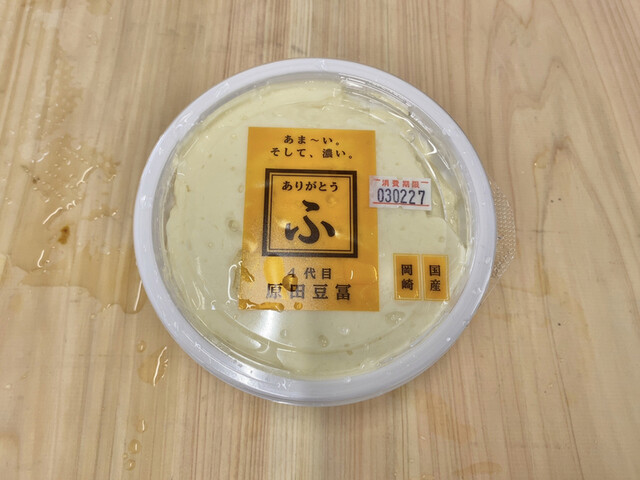 あま〜い。
そして、濃い。
ありがとう
ふ
4代目
原田豆冨
消費期限
030227
国産
岡崎